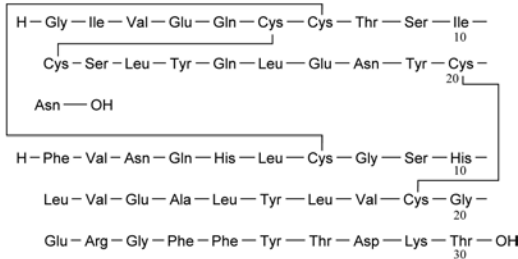 H — Gly — Ile — Val — Glu — Gln — Cys — Cys — Thr — Ser — Ile —
10
Cys — Ser — Leu — Tyr — Gln — Leu — Glu — Asn — Tyr — Cys —
20
Asn — OH
H — Phe — Val — Asn — Gln — His — Leu — Cys — Gly — Ser — His —
10
Leu — Val — Glu — Ala — Leu — Tyr — Leu — Val — Cys — Gly —
20
Glu — Arg — Gly — Phe — Phe — Tyr — Thr — Asp — Lys — Thr — OH
30